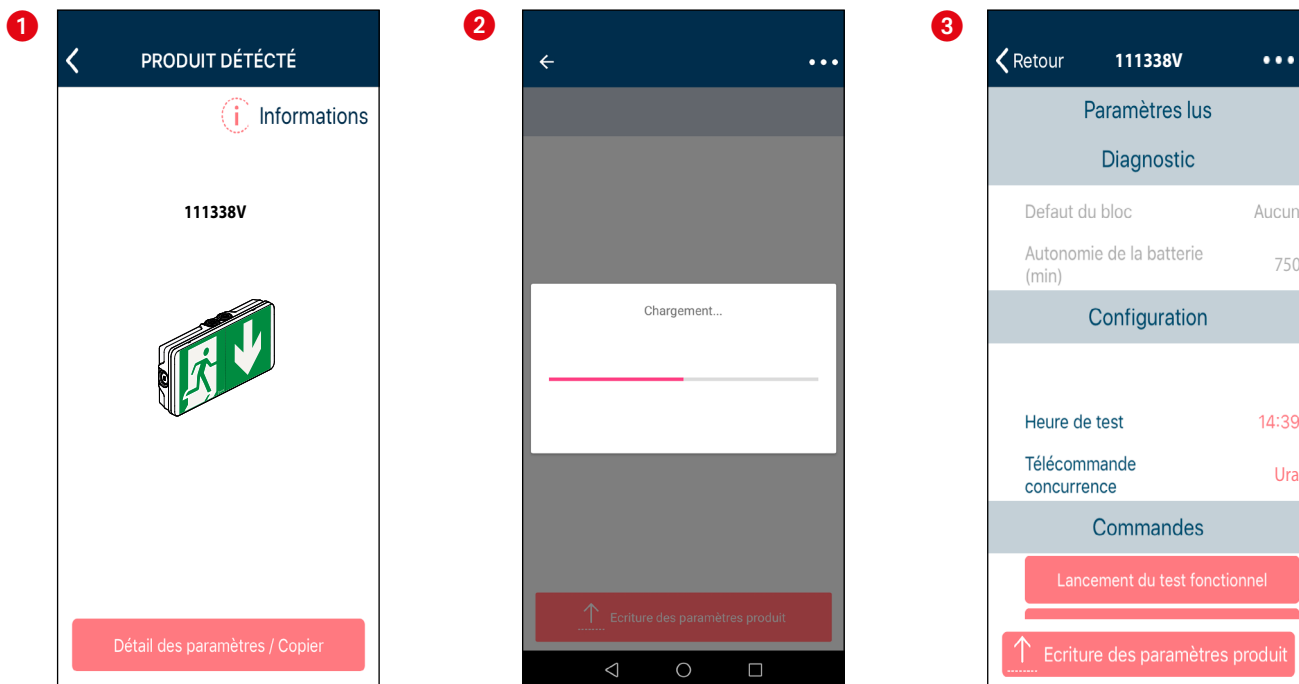 1
PRODUIT DÉTÉCTÉ
i Informations
111338V
Détail des paramètres / Copier
2
Chargement...
Ecriture des paramètres produit
3
Retour 111338V
Paramètres lus
Diagnostic
Defaut du bloc Aucun
Autonomie de la batterie
(min) 750
Configuration
Heure de test 14:39
Télécommande
concurrence Ura
Commandes
Lancement du test fonctionnel
Ecriture des paramètres produit